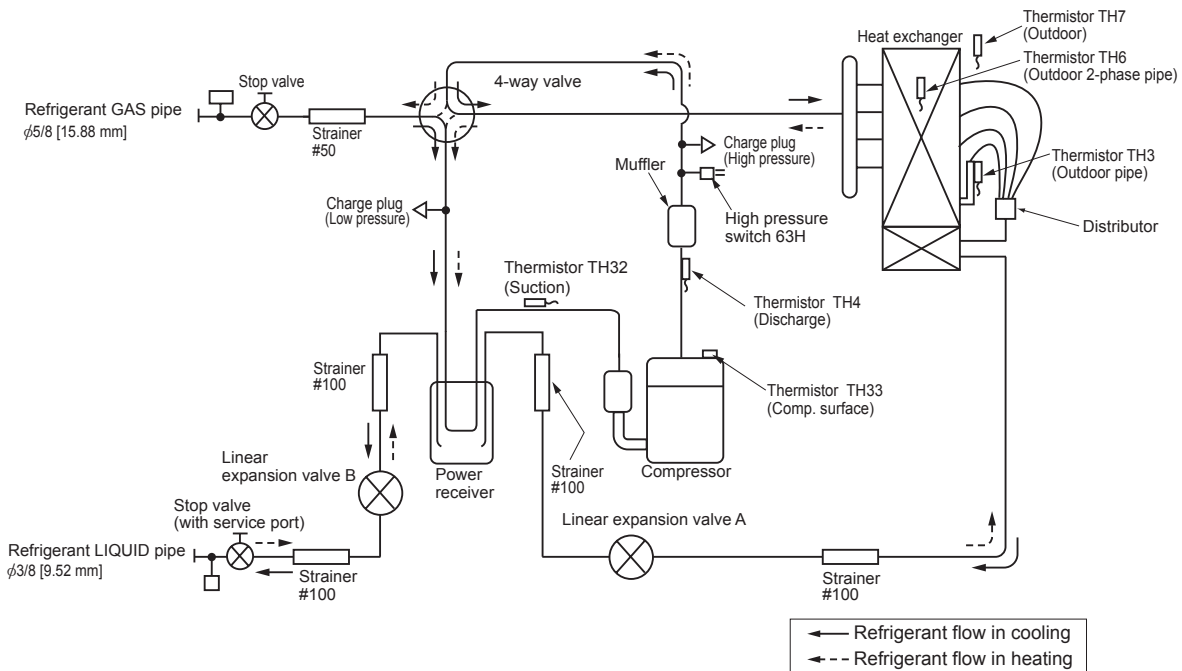 Thermistor TH7
(Outdoor)
Heat exchanger
Thermistor TH6
(Outdoor 2-phase pipe)
Stop valve
4-way valve
Refrigerant GAS pipe
ϕ5/8 [15.88 mm]
Strainer
#50
Charge plug
(High pressure)
Thermistor TH3
(Outdoor pipe)
Muffler
Charge plug
(Low pressure)
High pressure
switch 63H
Distributor
Thermistor TH32
(Suction)
Thermistor TH4
(Discharge)
Strainer
#100
Thermistor TH33
(Comp. surface)
Linear
expansion valve B
Power
receiver
Strainer
#100
Compressor
Stop valve
(with service port)
Linear expansion valve A
Refrigerant LIQUID pipe
ϕ3/8 [9.52 mm]
Strainer
#100
Strainer
#100
Refrigerant flow in cooling
Refrigerant flow in heating